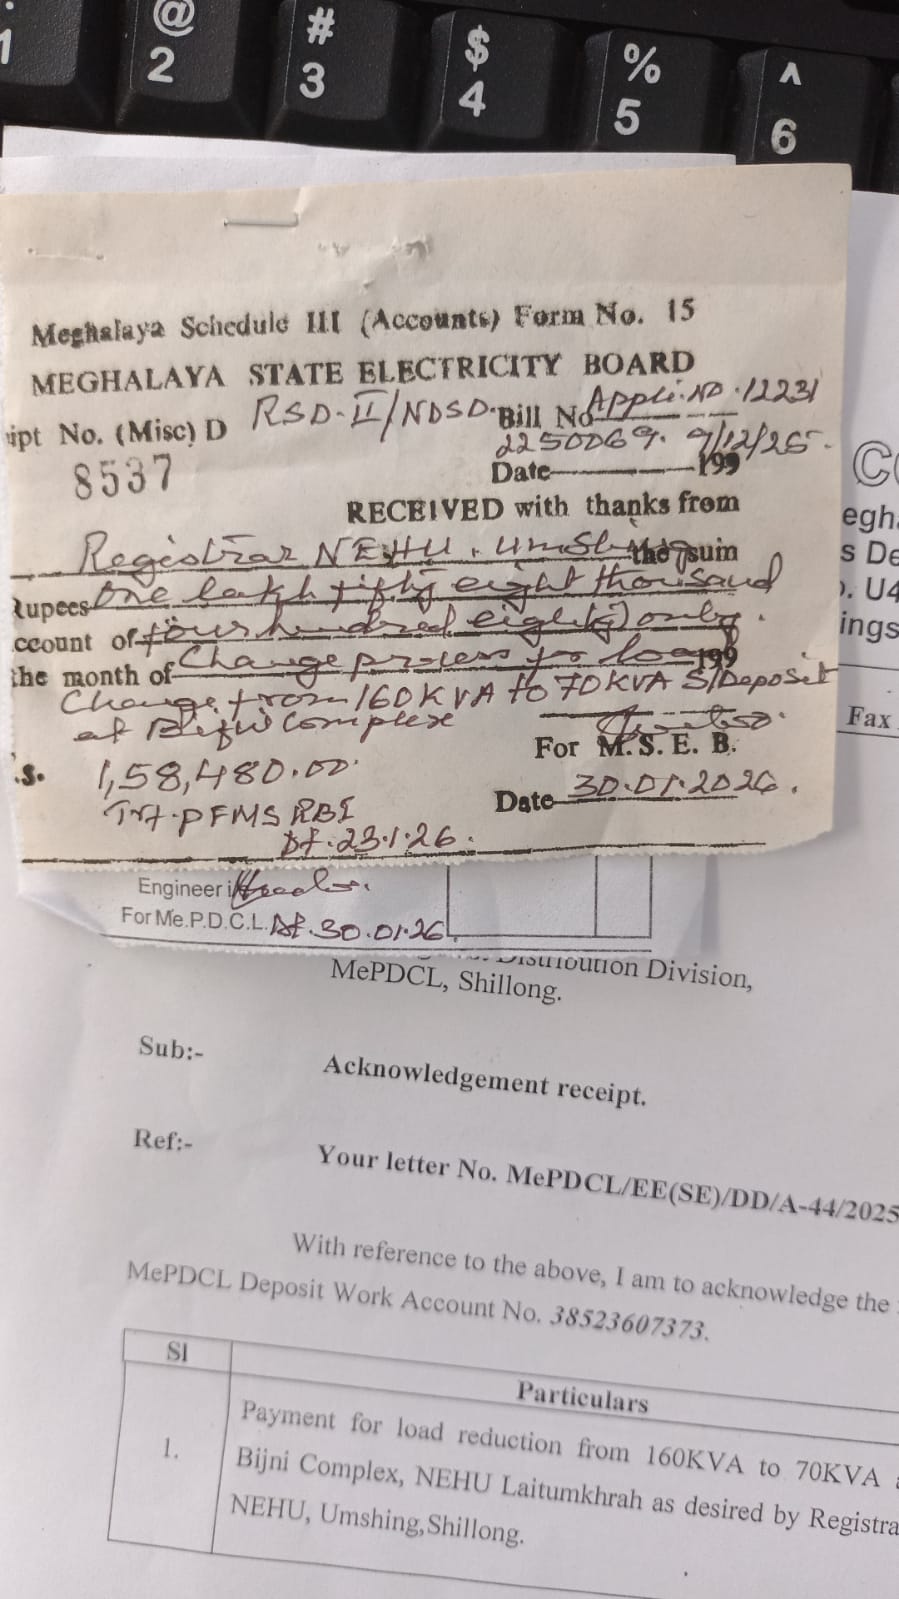 1
@
2
#
3
$
4
%
5
^
6
Meghalaya Schedule III (Accounts) Form No. 15
MEGHALAYA STATE ELECTRICITY BOARD
ipt No. (Misc) D RSD-II/NDSD. Bill No Appli. No. 12231
2250069. 9/12/25.
8537 Date 199
RECEIVED with thanks from
Registrar NEHU, Umshing the sum
Rupees One lakh fifty eight thousand
ccount of four hundred eighty only.
the month of Change process for load 199
Change from 160KVA to 70KVA S/Deposit
at Bijni Complex
For M. S. E. B.
.s. 1,58,480.00
Date 30.01.2026.
Trf. PFMS RBI
Dt. 23.1.26.
Engineer i
For Me.P.D.C.L. Dt. 30.01.26
C
egh
s De
. U4
ings
Fax
Distribution Division,
MePDCL, Shillong.
Sub:- Acknowledgement receipt.
Ref:- Your letter No. MePDCL/EE(SE)/DD/A-44/2025
With reference to the above, I am to acknowledge the
MePDCL Deposit Work Account No. 38523607373.
Sl Particulars
1. Payment for load reduction from 160KVA to 70KVA
Bijni Complex, NEHU Laitumkhrah as desired by Registra
NEHU, Umshing, Shillong.